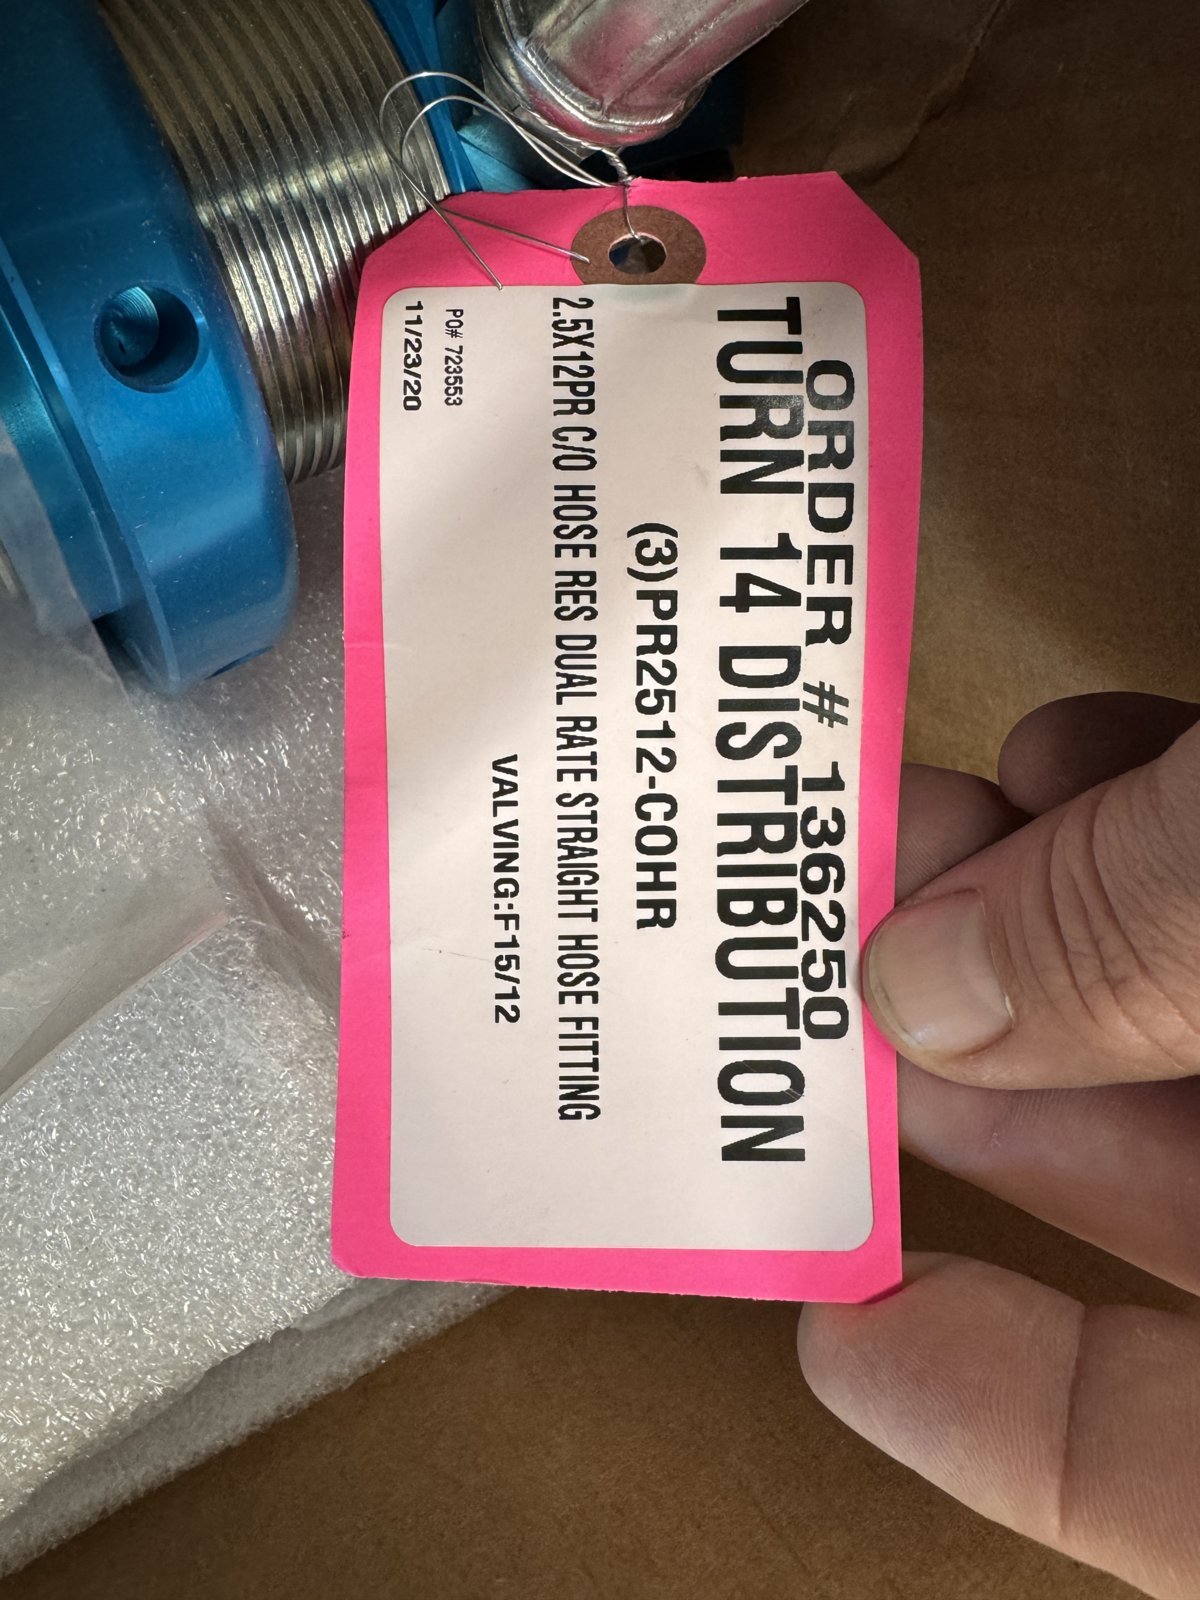 ORDER # 136250
TURN 14 DISTRIBUTION
(3)PR2512-COHR
2.5X12PR C/O HOSE RES DUAL RATE STRAIGHT HOSE FITTING
VALVING:F15/12
PO# 723553
11/23/20